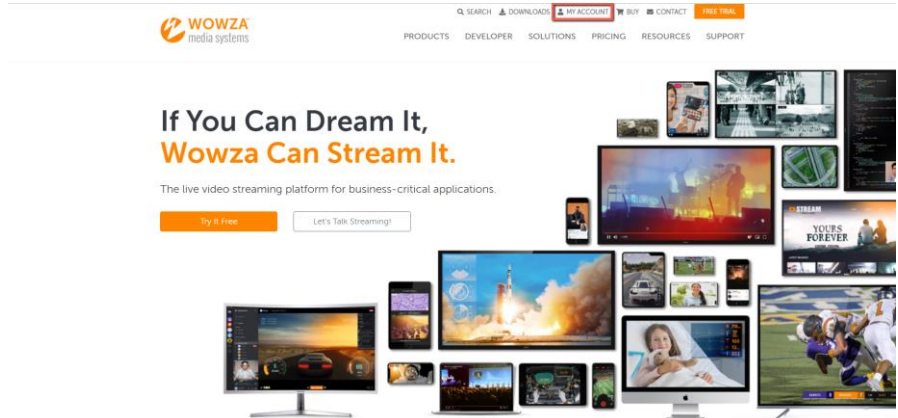 SEARCH DOWNLOADS MY ACCOUNT BUY CONTACT FREE TRIAL
WOWZA
media systems
PRODUCTS DEVELOPER SOLUTIONS PRICING RESOURCES SUPPORT
If You Can Dream It,
Wowza Can Stream It.
The live video streaming platform for business-critical applications.
Try It Free Let's Talk Streaming!
STREAM
YOURS
FOREVER